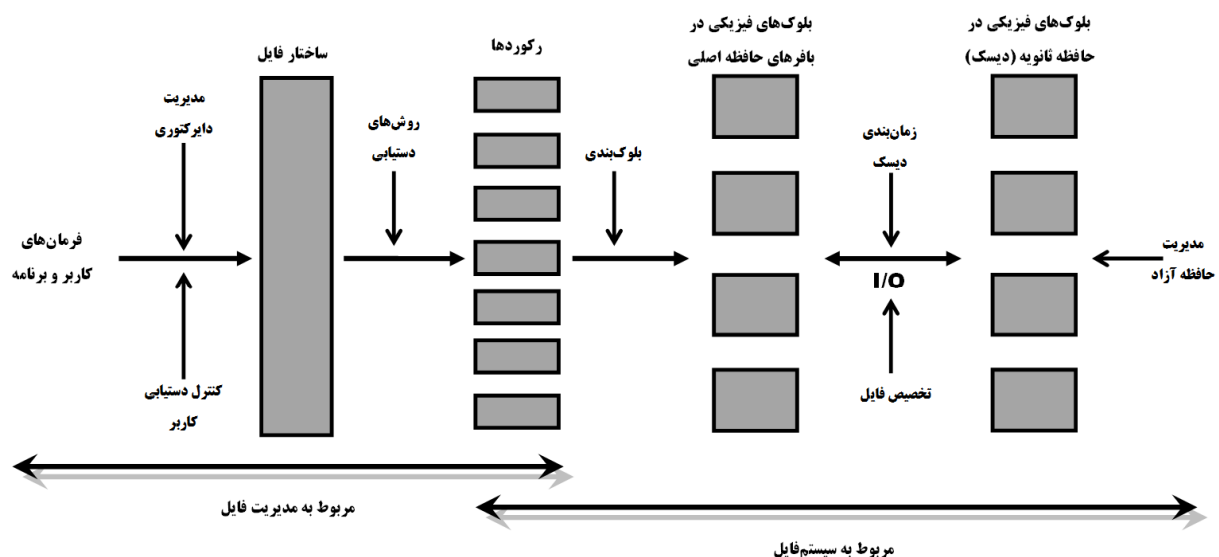 بلوک‌های فیزیکی در
حافظه ثانویه (دیسک)
بلوک‌های فیزیکی در
بافرهای حافظه اصلی
رکوردها
ساختار فایل
مدیریت
دایرکتوری
روش‌های
دستیابی
بلوک‌بندی
زمان‌بندی
دیسک
فرمان‌های
کاربر و برنامه
I/O
مدیریت
حافظه آزاد
کنترل دستیابی
کاربر
تخصیص فایل
مربوط به مدیریت فایل
مربوط به سیستم‌فایل